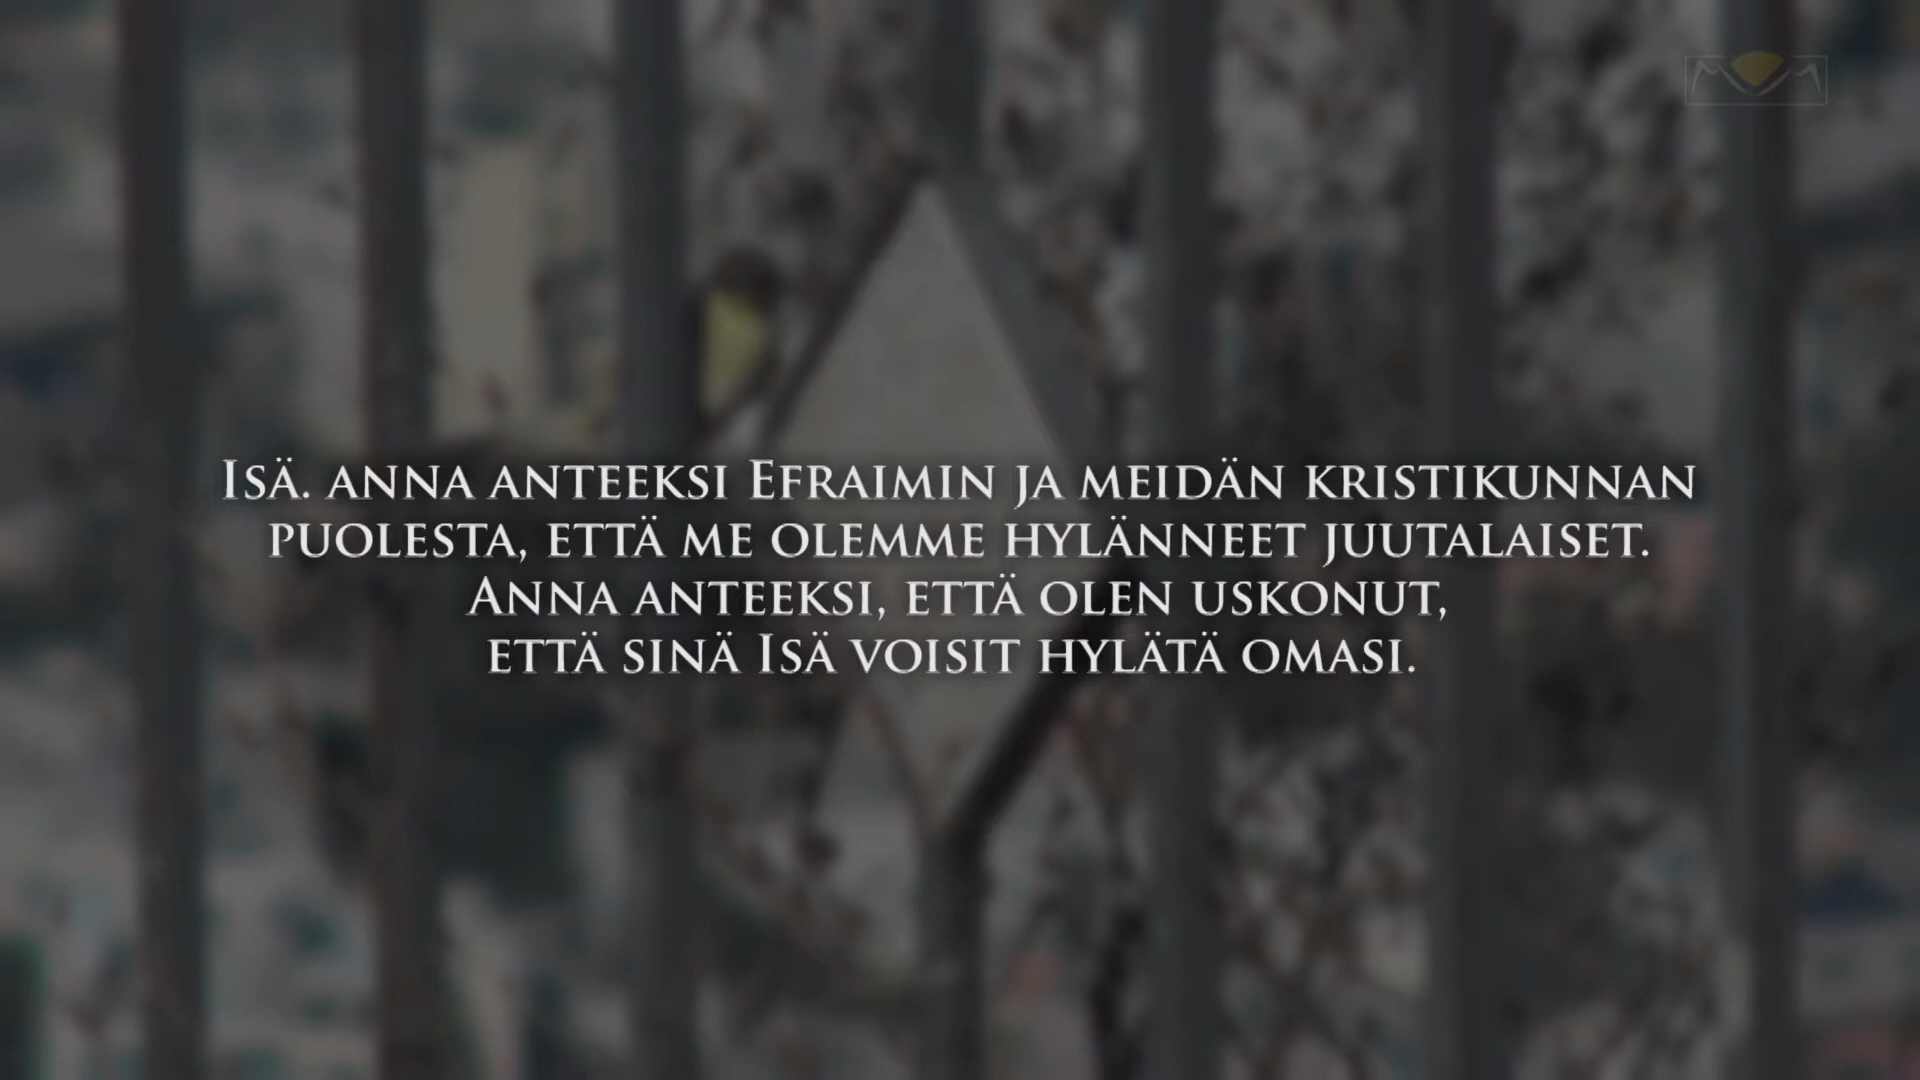 Isä. anna anteeksi Efraimin ja meidän kristikunnan
puolesta, että me olemme hylänneet juutalaiset.
Anna anteeksi, että olen uskonut,
että sinä Isä voisit hylätä omasi.